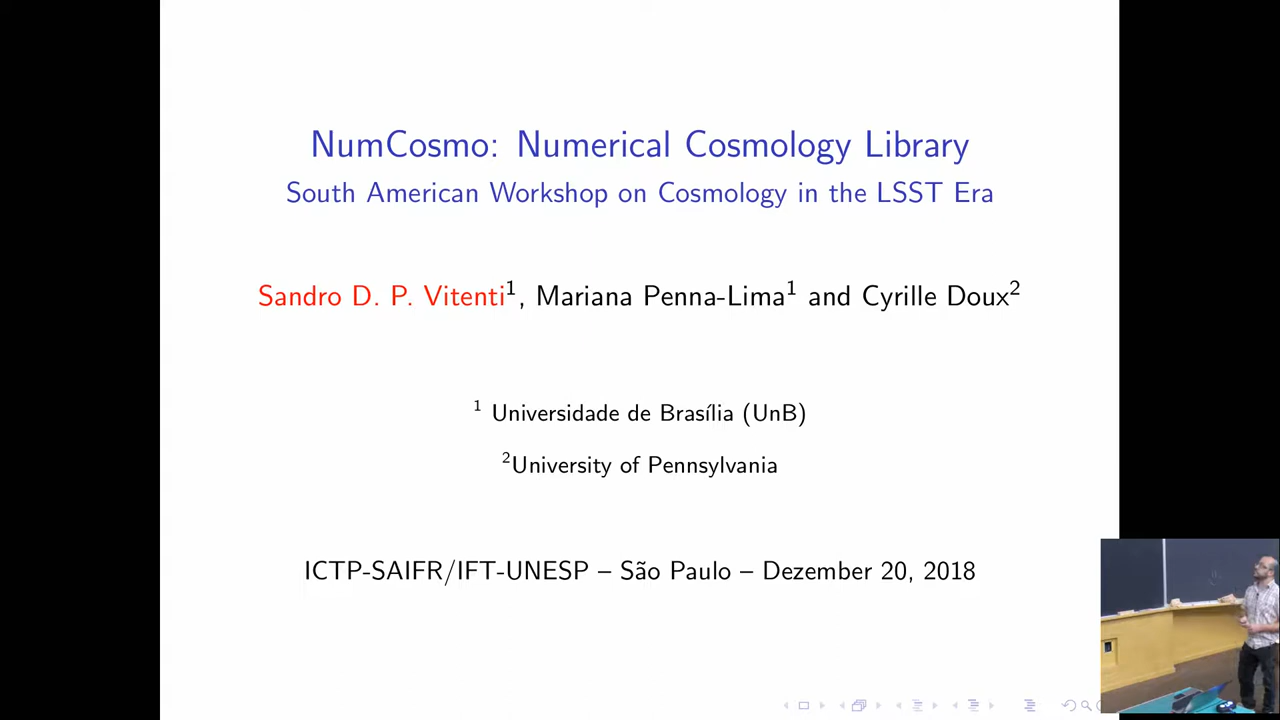 NumCosmo: Numerical Cosmology Library
South American Workshop on Cosmology in the LSST Era
Sandro D. P. Vitenti¹, Mariana Penna-Lima¹ and Cyrille Doux²
¹ Universidade de Brasília (UnB)
²University of Pennsylvania
ICTP-SAIFR/IFT-UNESP – São Paulo – Dezember 20, 2018